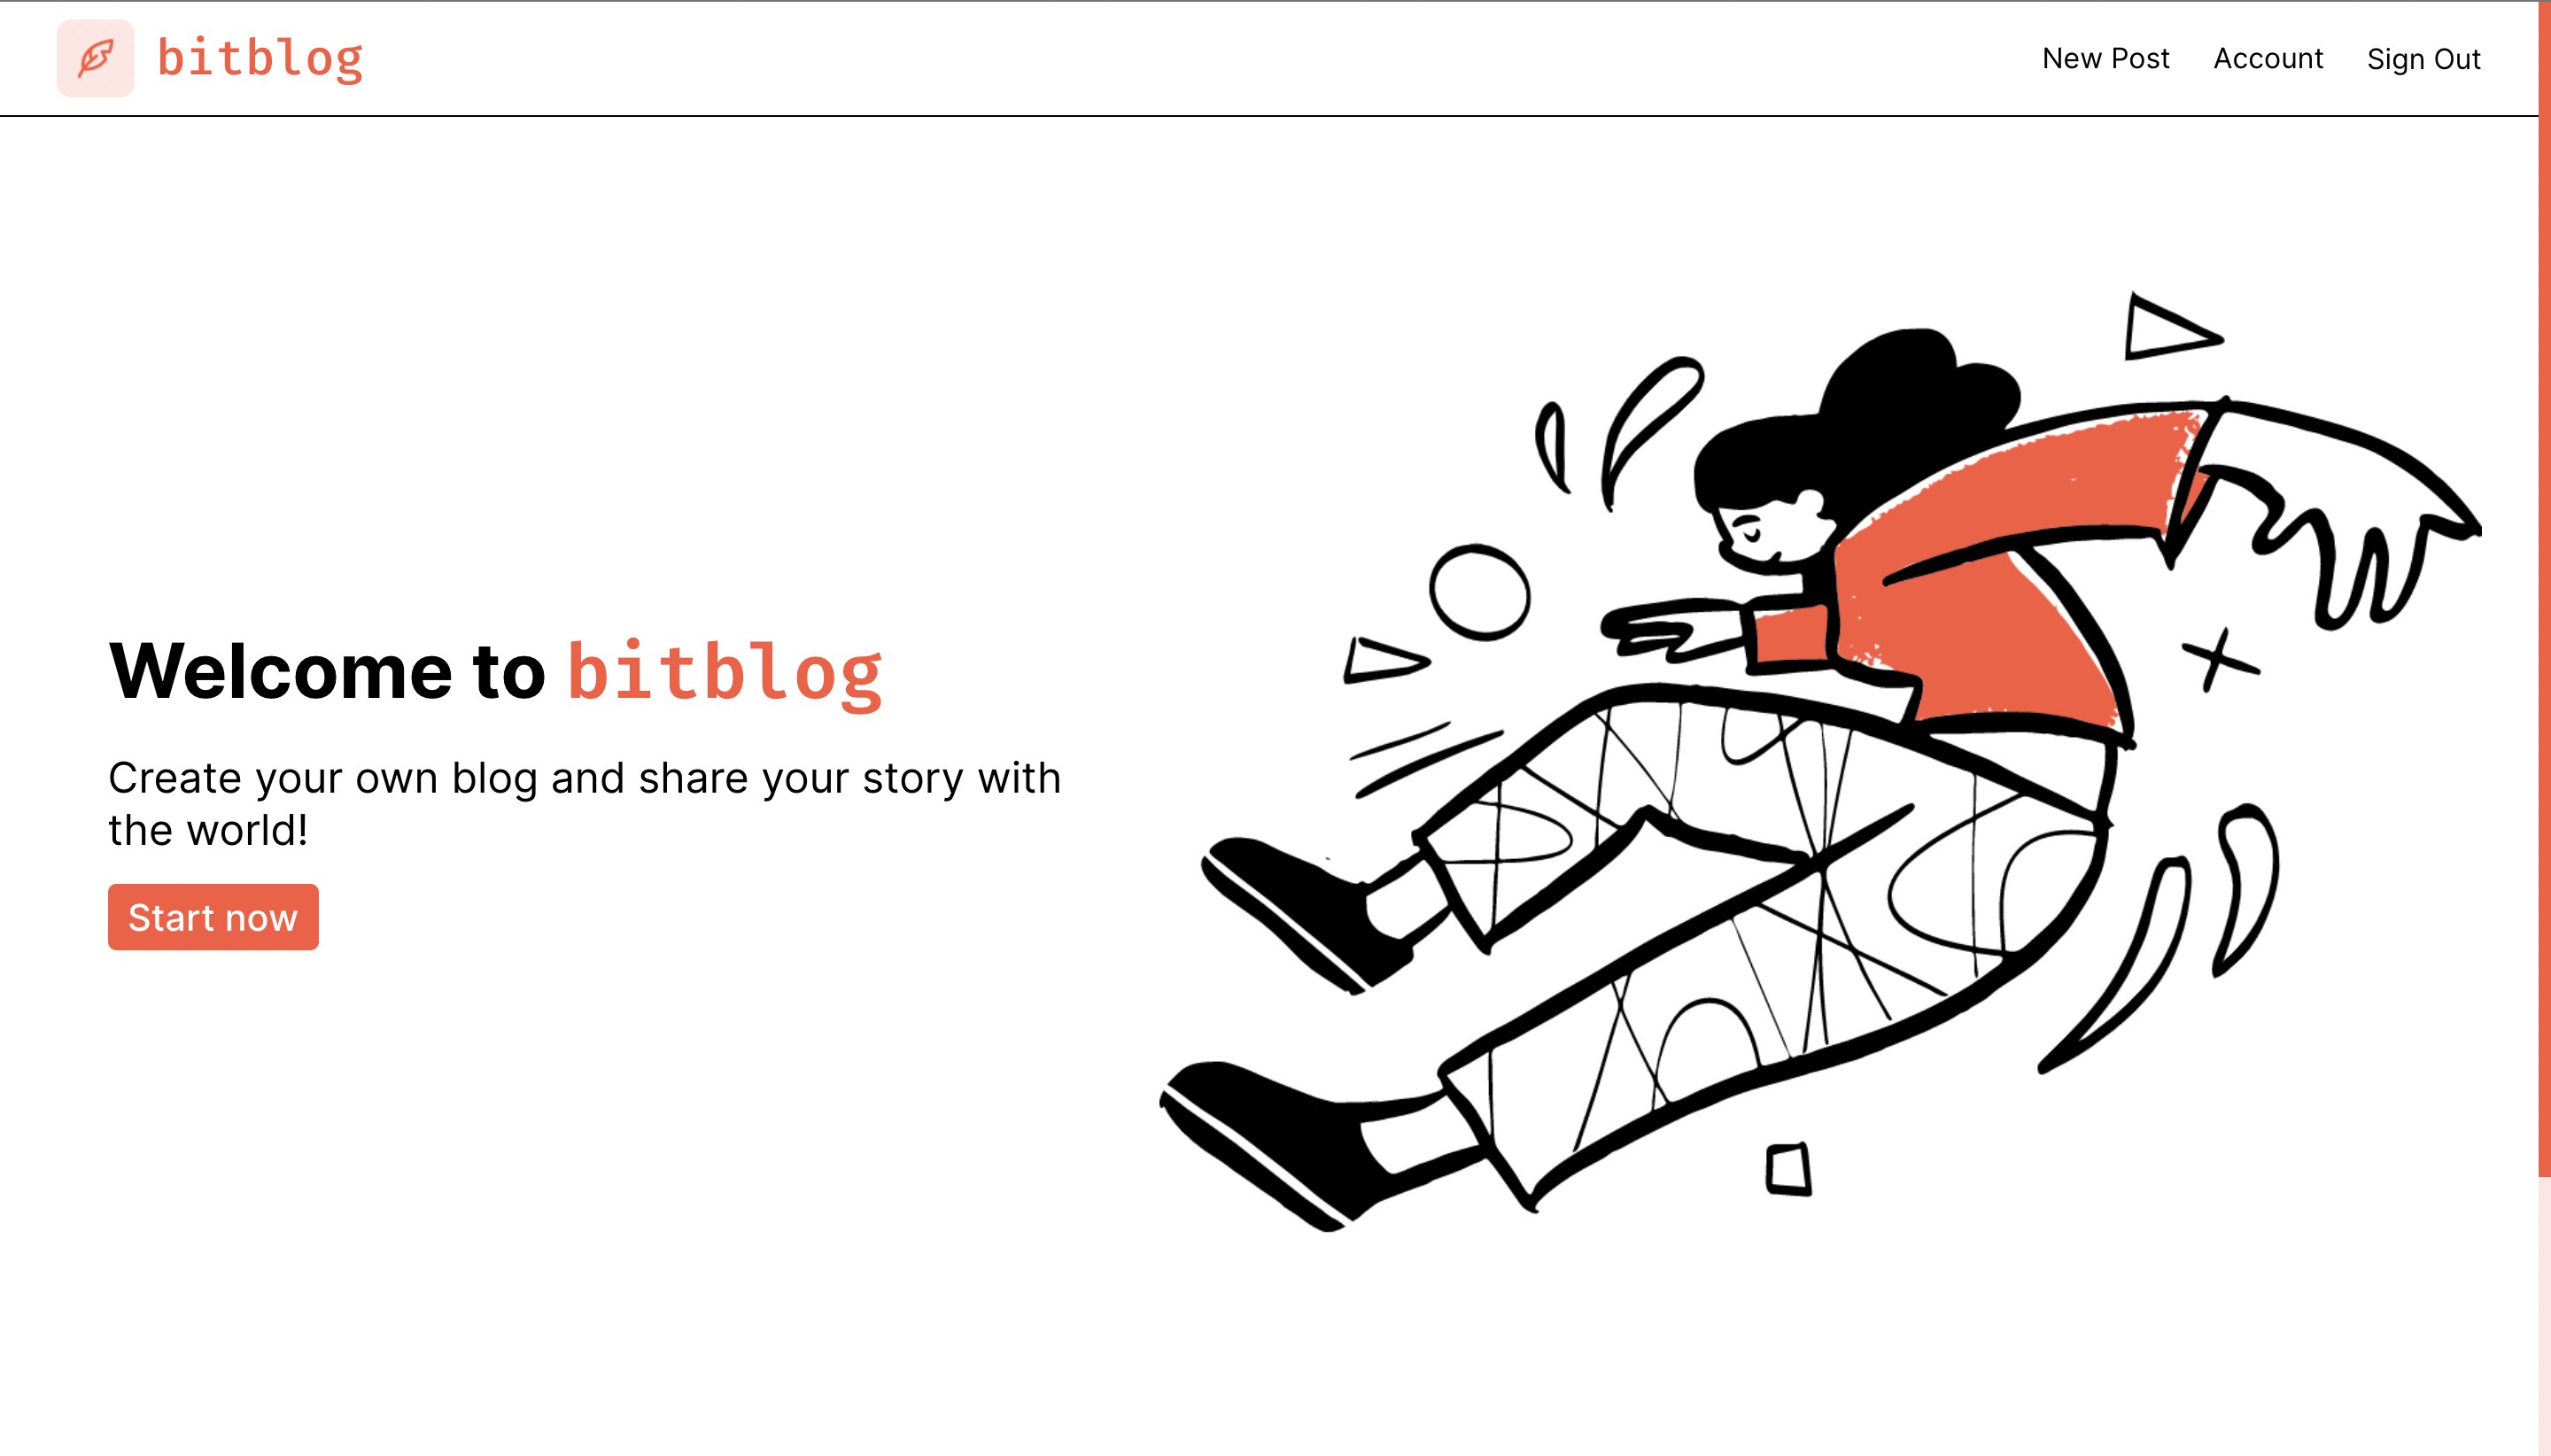 bitblog
New Post Account Sign Out
Welcome to bitblog
Create your own blog and share your story with
the world!
Start now